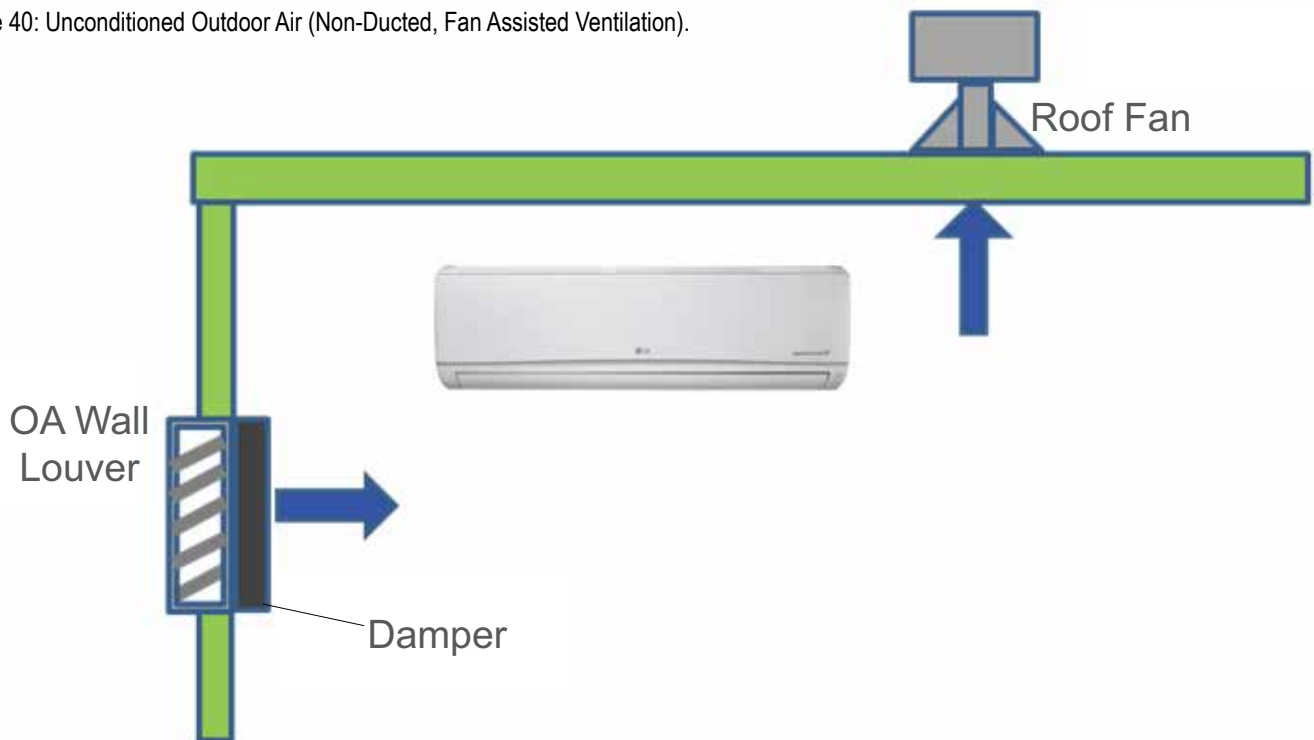 e 40: Unconditioned Outdoor Air (Non-Ducted, Fan Assisted Ventilation).
Roof Fan
OA Wall
Louver
Damper